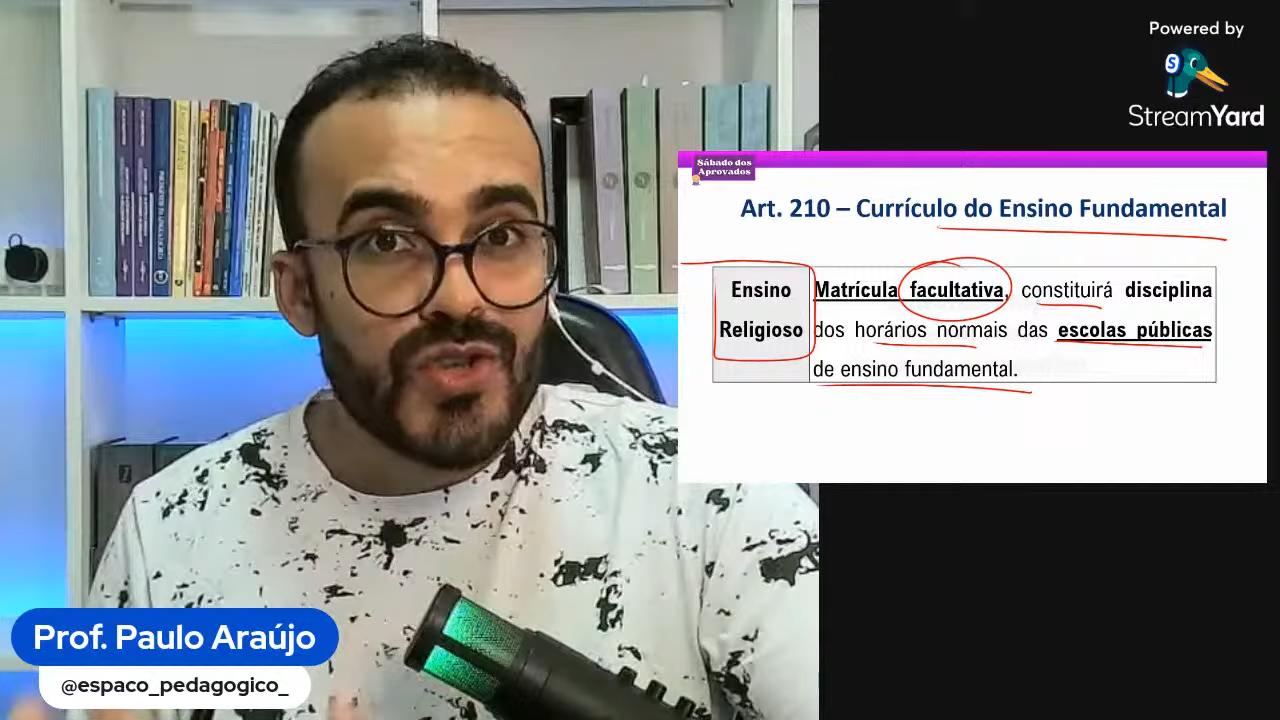 Powered by
StreamYard
Sábado dos
Aprovados
Art. 210 – Currículo do Ensino Fundamental
Ensino
Religioso
Matrícula facultativa, constituirá disciplina
dos horários normais das escolas públicas
de ensino fundamental.
Prof. Paulo Araújo
@espaco_pedagogico_